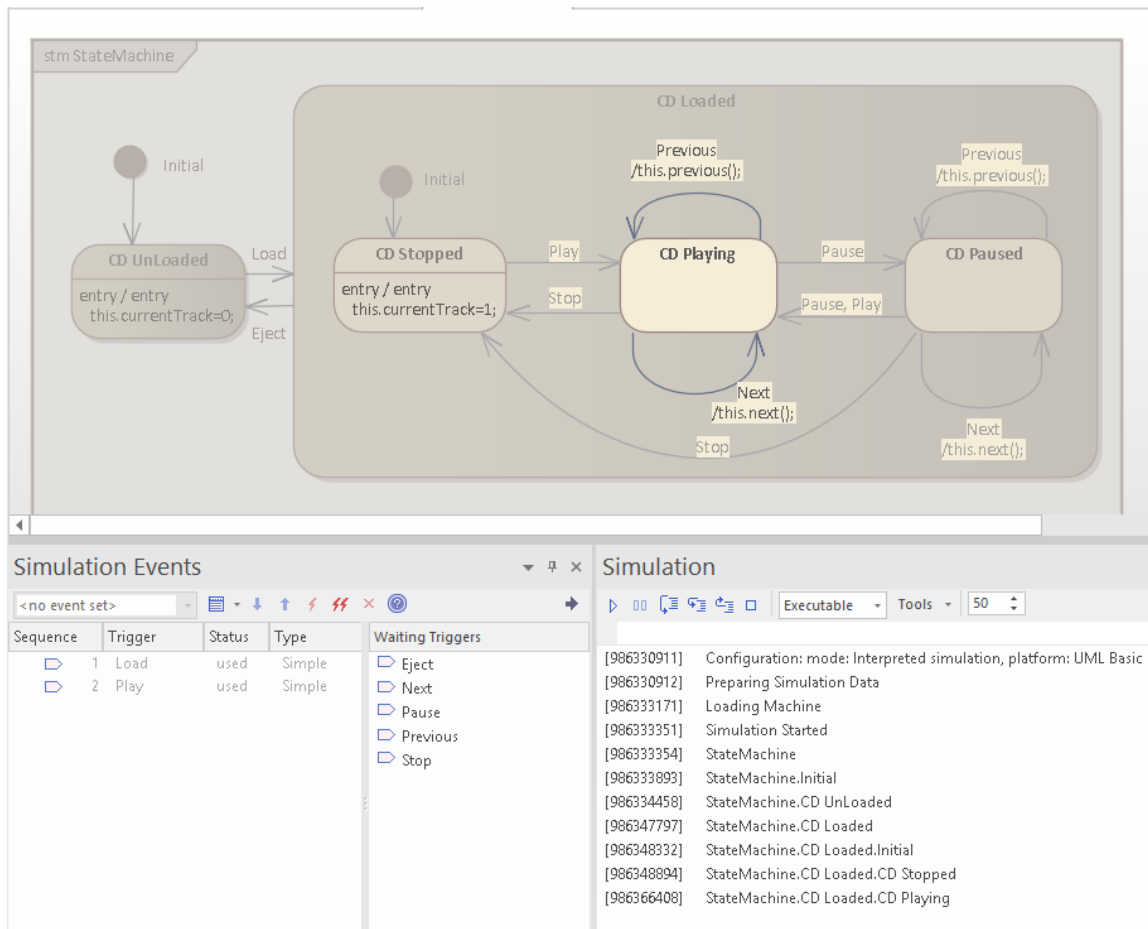 stm StateMachine
CD Loaded
Initial
Initial
Previous
/this.previous();
Previous
/this.previous();
CD UnLoaded
entry / entry
this.currentTrack=0;
Load
Eject
CD Stopped
entry / entry
this.currentTrack=1;
Play
Stop
CD Playing
Pause
Pause, Play
CD Paused
Next
/this.next();
Stop
Next
/this.next();
Simulation Events
<no event set>
Sequence Trigger Status Type
1 Load used Simple
2 Play used Simple
Waiting Triggers
Eject
Next
Pause
Previous
Stop
Simulation
Executable Tools 50
[986330911] Configuration: mode: Interpreted simulation, platform: UML Basic
[986330912] Preparing Simulation Data
[986333171] Loading Machine
[986333351] Simulation Started
[986333354] StateMachine
[986333893] StateMachine.Initial
[986334458] StateMachine.CD UnLoaded
[986347797] StateMachine.CD Loaded
[986348332] StateMachine.CD Loaded.Initial
[986348894] StateMachine.CD Loaded.CD Stopped
[986366408] StateMachine.CD Loaded.CD Playing